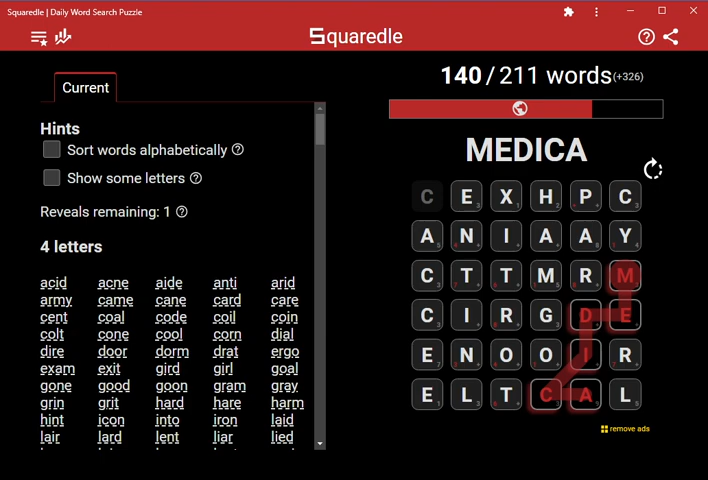 Squaredle | Daily Word Search Puzzle
Squaredle
Current
140 / 211 words (+326)
Hints
Sort words alphabetically
Show some letters
Reveals remaining: 1
MEDICA
4 letters
acid acne aide anti arid
army came cane card care
cent coal code coil coin
colt cone cool corn dial
dire door dorm drat ergo
exam exit gird girl goal
gone good goon gram gray
grin grit hard hare harm
hint icon into iron laid
lair lard lent liar lied
C E X H P C
A N I A A Y
C T T M R M
C I R G D E
E N O O I R
E L T C A L
remove ads